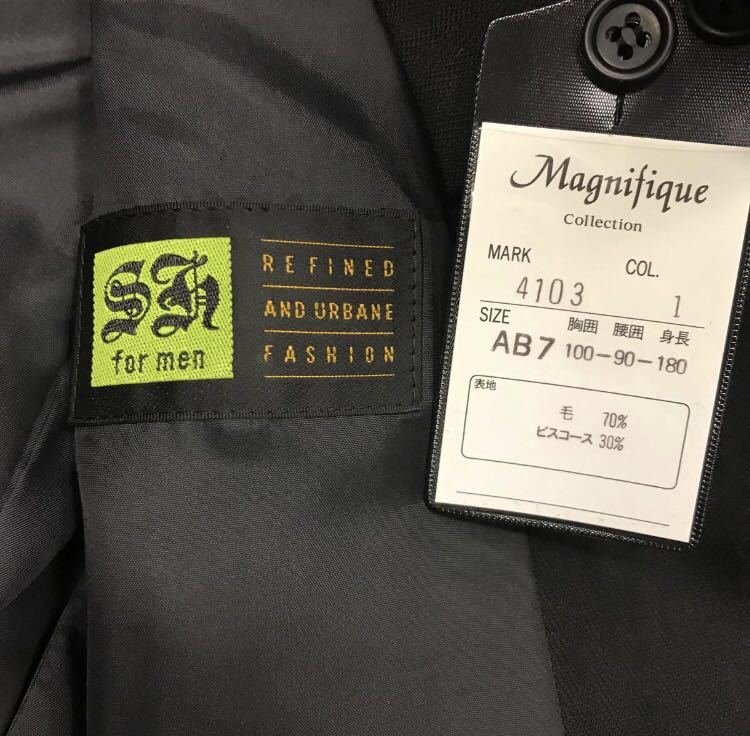 SH
for men
REFINED
AND URBANE
FASHION
Magnifique
Collection
MARK COL.
4103 1
SIZE 胸囲 腰囲 身長
AB7 100-90-180
表地
毛 70%
ビスコース 30%